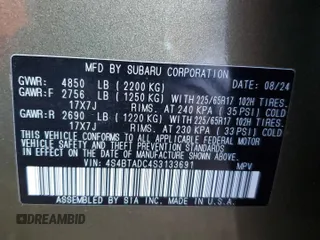 MFD BY SUBARU CORPORATION 08/24
GVWR: 4850 LB (2200 KG)
GAWR:F 2756 LB (1250 KG) WITH 225/65R17 102H TIRES.
17X7J RIMS. AT 240 KPA (35 PSI) COLD
GAWR:R 2690 LB (1220 KG) WITH 225/65R17 102H TIRES.
17X7J RIMS. AT 230 KPA (33 PSI) COLD
THIS VEHICLE CONFORMS TO ALL APPLICABLE FEDERAL MOTOR
VEHICLE SAFETY, BUMPER AND THEFT PREVENTION
STANDARDS IN EFFECT ON THE DATE OF
MANUFACTURE SHOWN ABOVE.
VIN: 4S4BTADC4S3133691 MPV
ASSEMBLED BY SIA INC. MADE IN U.S.A.
DREAMBID